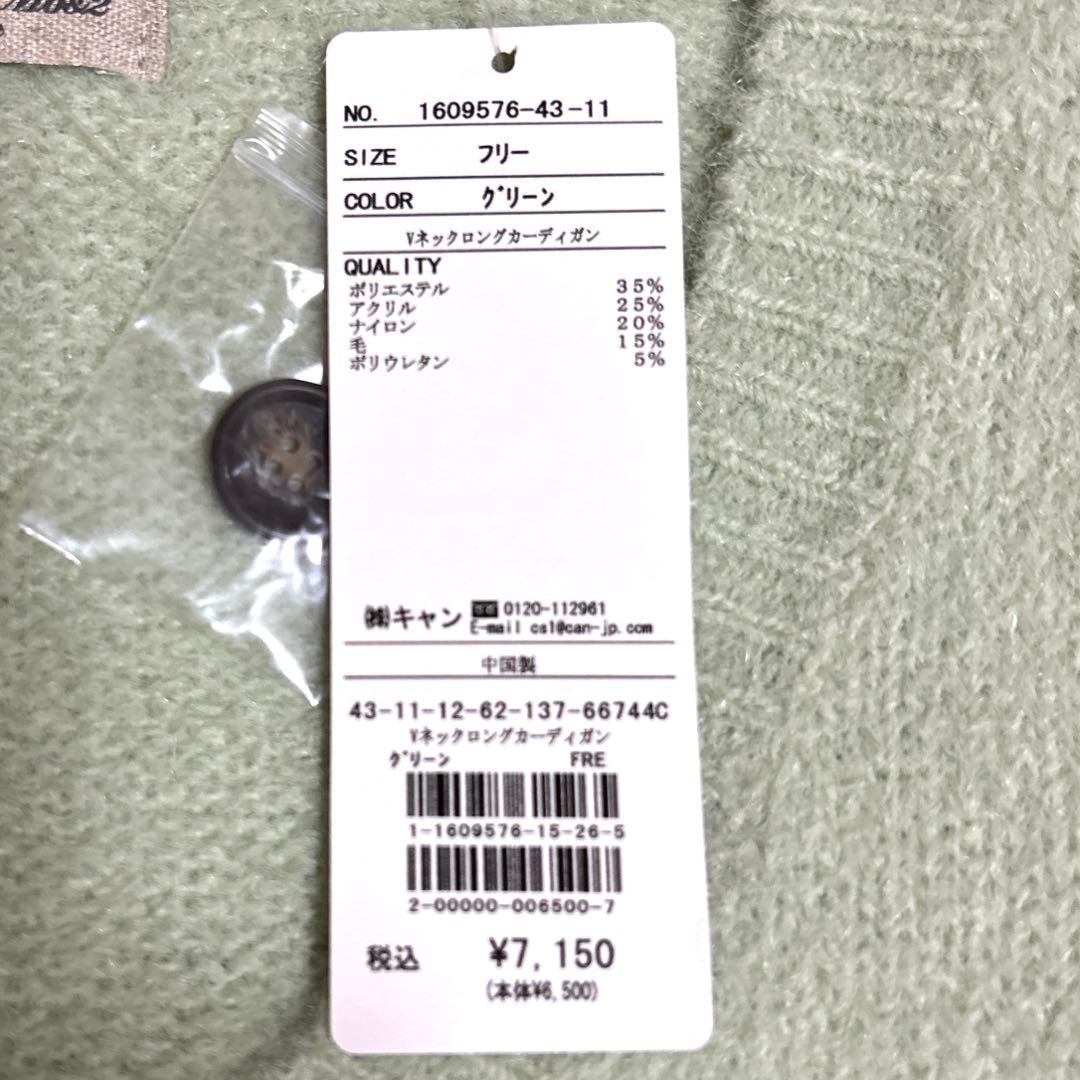 NO. 1609576-43-11
SIZE フリー
COLOR グリーン
Vネックロングカーディガン
QUALITY
ポリエステル 35%
アクリル 25%
ナイロン 20%
毛 15%
ポリウレタン 5%
㈱キャン 0120-112961
E-mail cs1@can-jp.com
中国製
43-11-12-62-137-66744C
Vネックロングカーディガン
グリーン FRE
1-1609576-15-26-5
2-00000-006500-7
税込 ¥7,150
(本体¥6,500)